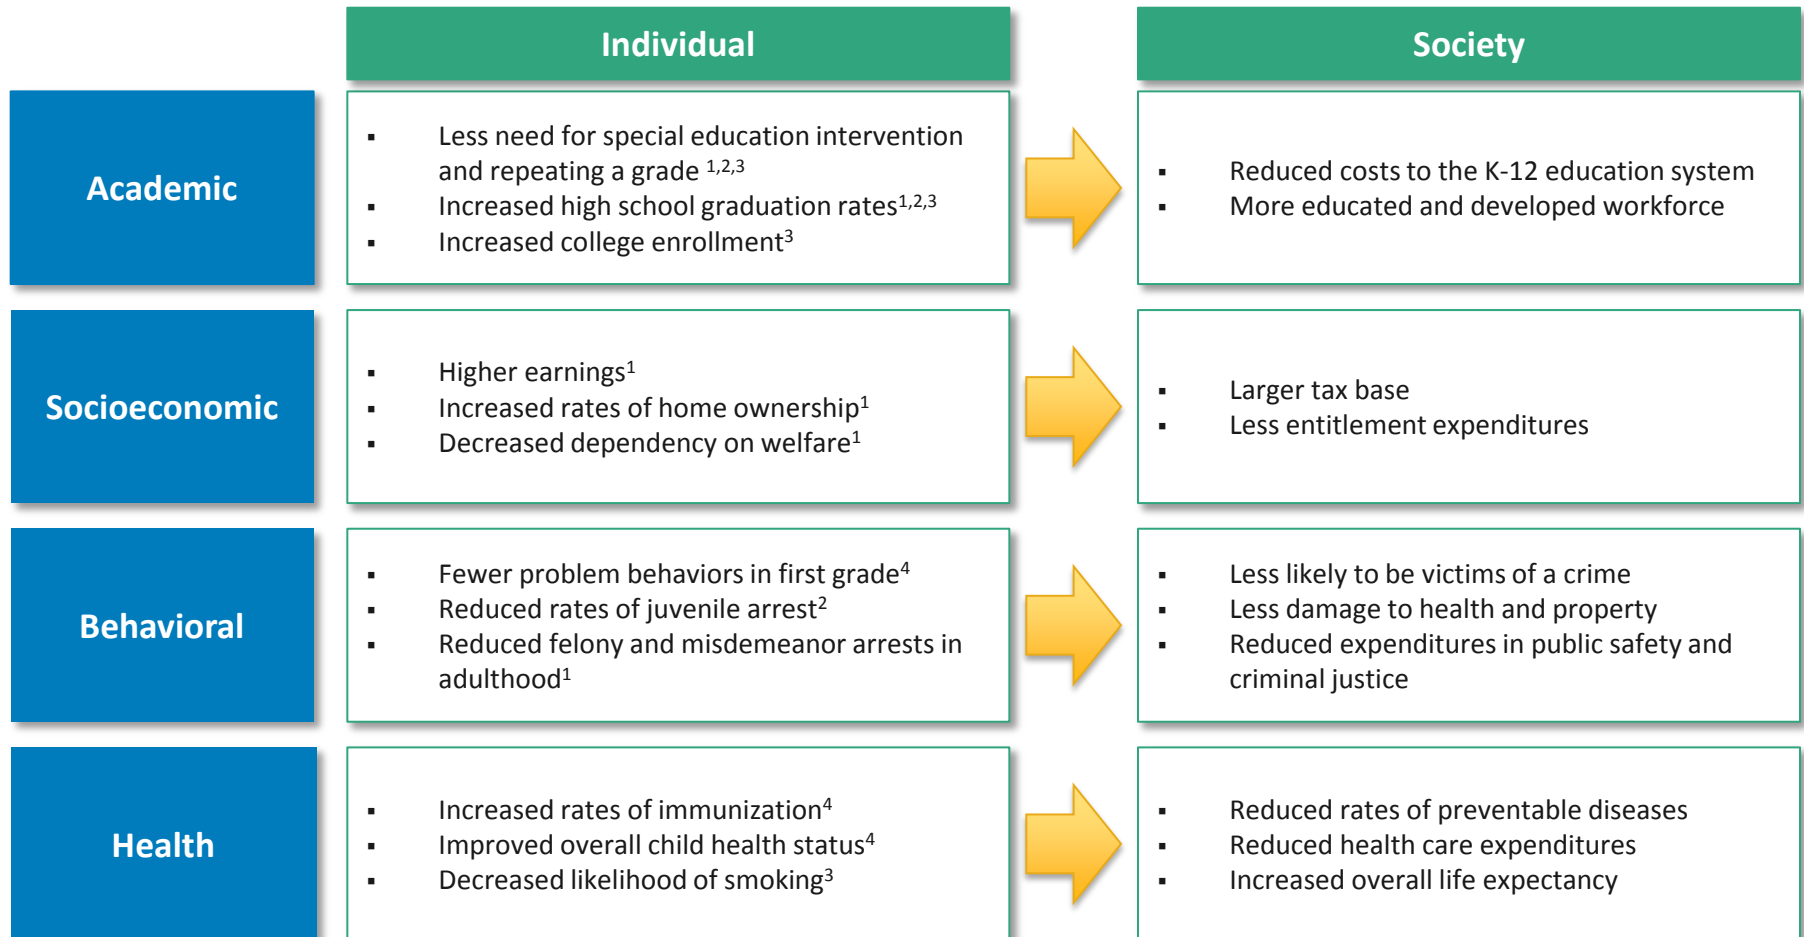 Individual
Society
Academic
▪ Less need for special education intervention
and repeating a grade 1,2,3
▪ Increased high school graduation rates1,2,3
▪ Increased college enrollment3
▪ Reduced costs to the K-12 education system
▪ More educated and developed workforce
Socioeconomic
▪ Higher earnings1
▪ Increased rates of home ownership1
▪ Decreased dependency on welfare1
▪ Larger tax base
▪ Less entitlement expenditures
Behavioral
▪ Fewer problem behaviors in first grade4
▪ Reduced rates of juvenile arrest2
▪ Reduced felony and misdemeanor arrests in
adulthood1
▪ Less likely to be victims of a crime
▪ Less damage to health and property
▪ Reduced expenditures in public safety and
criminal justice
Health
▪ Increased rates of immunization4
▪ Improved overall child health status4
▪ Decreased likelihood of smoking3
▪ Reduced rates of preventable diseases
▪ Reduced health care expenditures
▪ Increased overall life expectancy